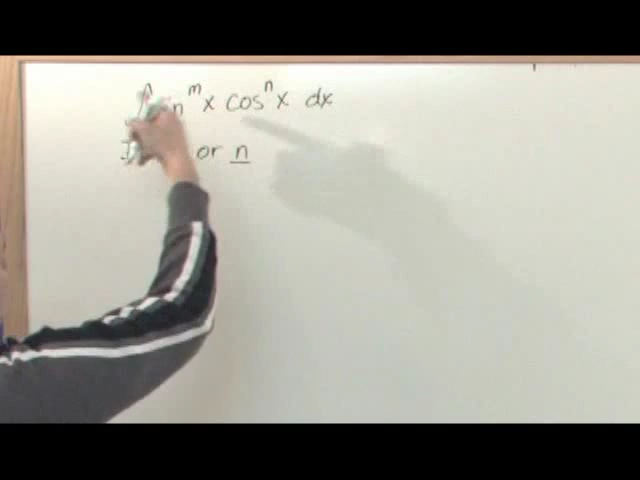 ∫sin^m x cos^n x dx
or n